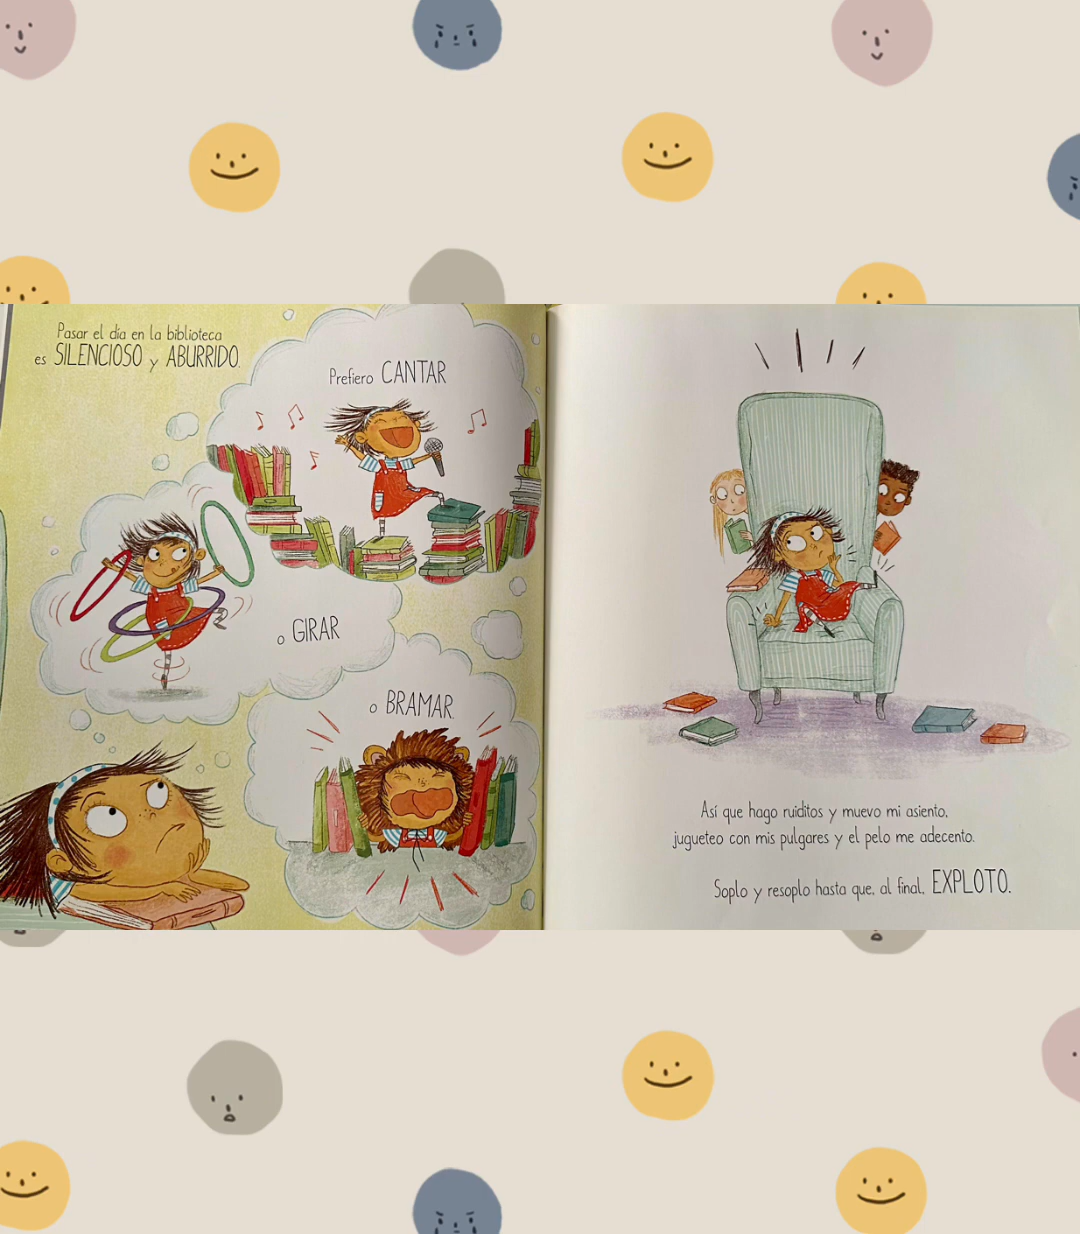 Pasar el día en la biblioteca
es SILENCIOSO y ABURRIDO.
Prefiero CANTAR
o GIRAR
o BRAMAR.
Así que hago ruiditos y muevo mi asiento,
jugueteo con mis pulgares y el pelo me adecento.
Soplo y resoplo hasta que, al final, EXPLOTO.